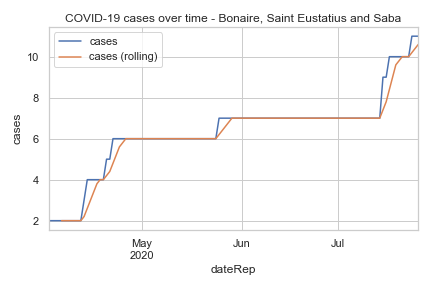 COVID-19 cases over time - Bonaire, Saint Eustatius and Saba
cases
cases (rolling)
10
8
6
4
2
cases
May
2020
Jun
Jul
dateRep